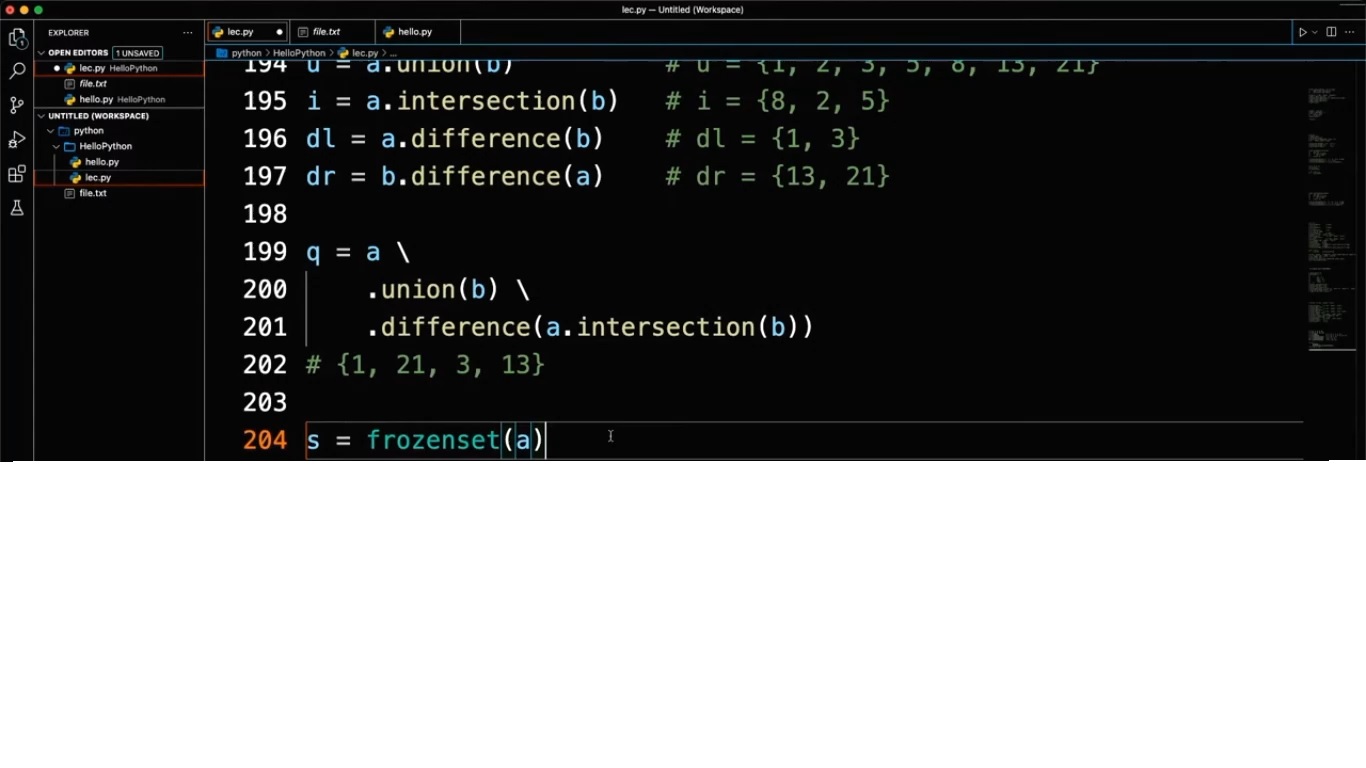 lec.py — Untitled (Workspace)
EXPLORER ···
OPEN EDITORS 1 UNSAVED
lec.py HelloPython
file.txt
hello.py HelloPython
UNTITLED (WORKSPACE)
python
HelloPython
hello.py
lec.py
file.txt
lec.py file.txt hello.py
python > HelloPython > lec.py > ...
194 u = a.union(b) # u = {1, 2, 3, 5, 8, 13, 21}
195 i = a.intersection(b) # i = {8, 2, 5}
196 dl = a.difference(b) # dl = {1, 3}
197 dr = b.difference(a) # dr = {13, 21}
198
199 q = a \
200 .union(b) \
201 .difference(a.intersection(b))
202 # {1, 21, 3, 13}
203
204 s = frozenset(a)